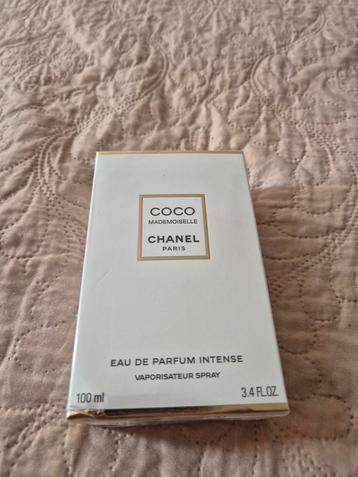 COCO
MADEMOISELLE
CHANEL
PARIS
EAU DE PARFUM INTENSE
VAPORISATEUR SPRAY
100 ml 3.4 FL.OZ.